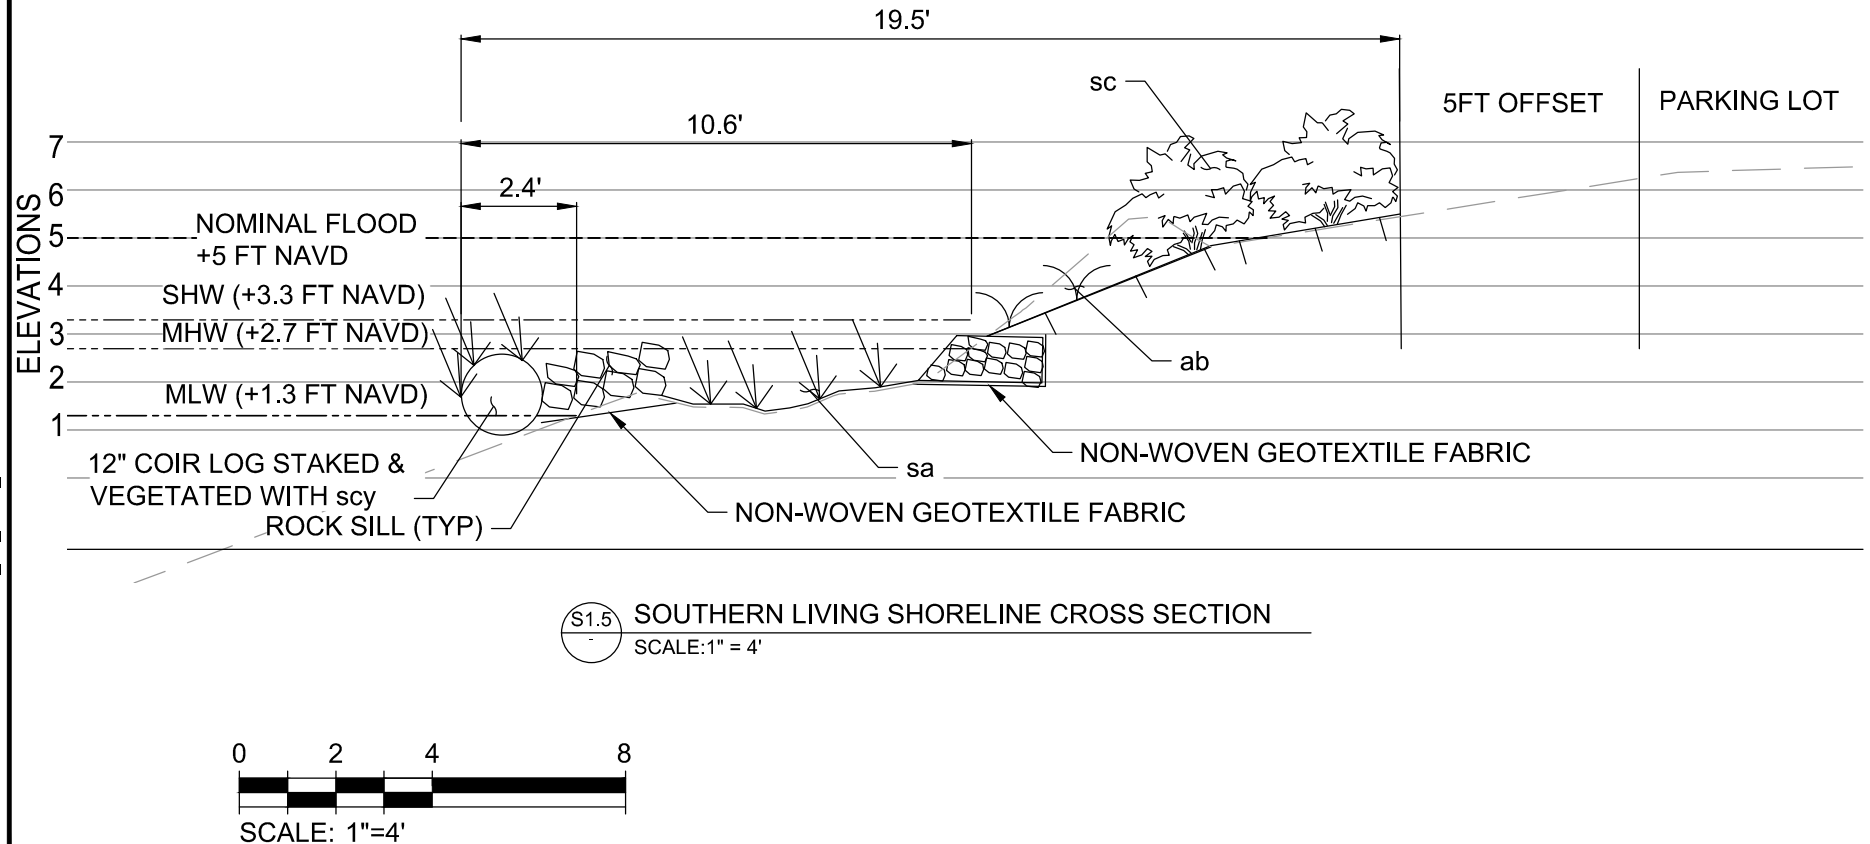 19.5'
sc
5FT OFFSET
PARKING LOT
10.6'
7
2.4'
6
ELEVATIONS
NOMINAL FLOOD
+5 FT NAVD
5
SHW (+3.3 FT NAVD)
4
MHW (+2.7 FT NAVD)
3
ab
2
MLW (+1.3 FT NAVD)
1
12" COIR LOG STAKED &
VEGETATED WITH scy
sa
NON-WOVEN GEOTEXTILE FABRIC
ROCK SILL (TYP)
NON-WOVEN GEOTEXTILE FABRIC
S1.5
-
SOUTHERN LIVING SHORELINE CROSS SECTION
SCALE:1" = 4'
0 2 4 8
SCALE: 1"=4'